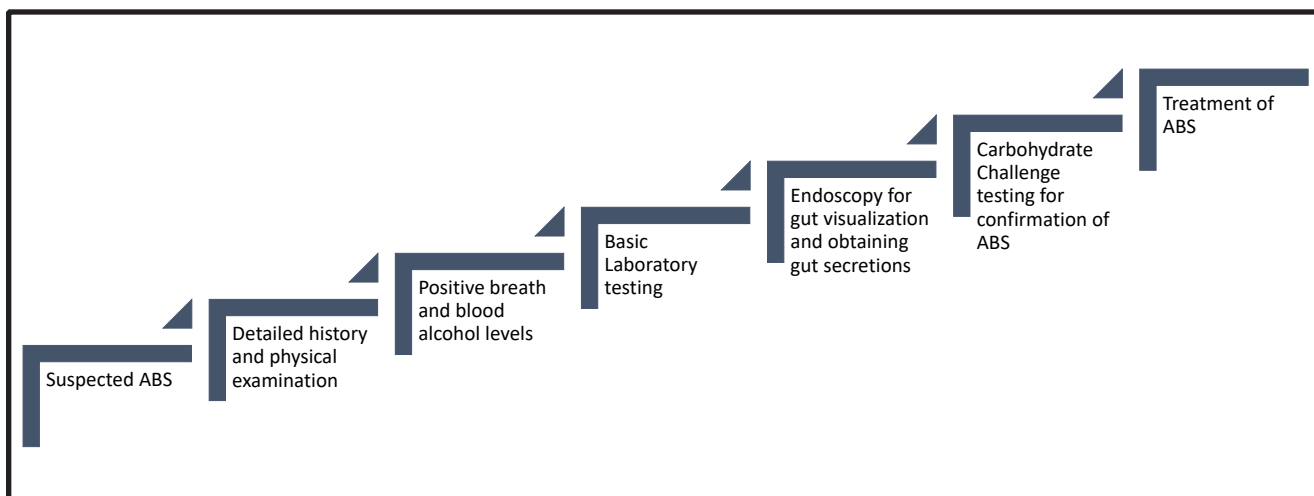 Suspected ABS
Detailed history
and physical
examination
Positive breath
and blood
alcohol levels
Basic
Laboratory
testing
Endoscopy for
gut visualization
and obtaining
gut secretions
Carbohydrate
Challenge
testing for
confirmation of
ABS
Treatment of
ABS